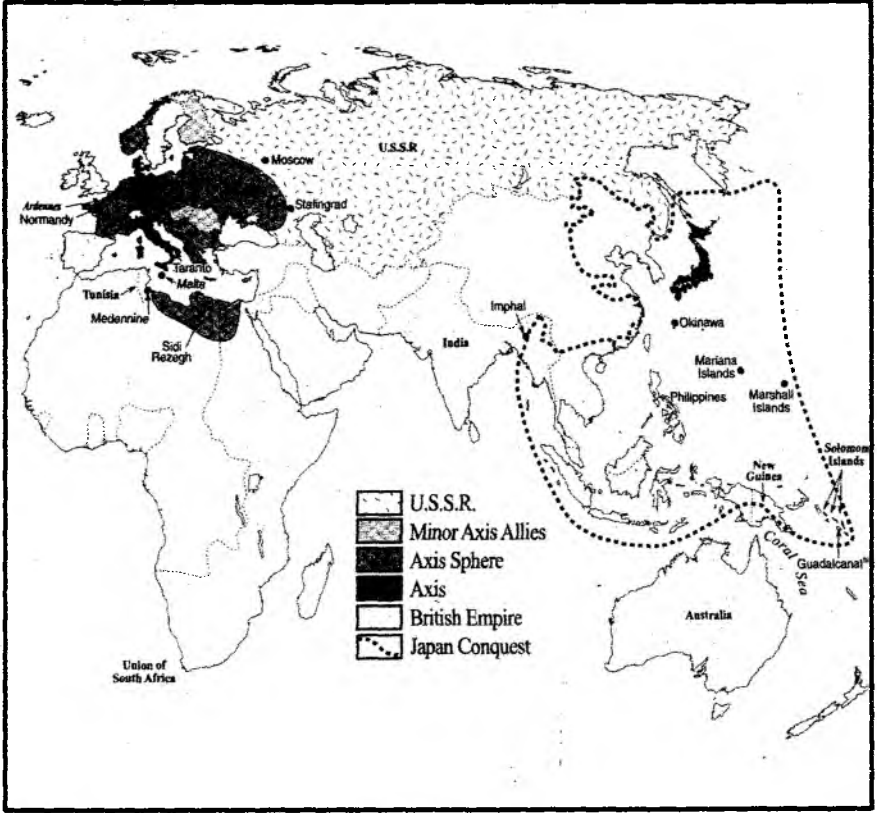 U.S.S.R
Moscow
Ardennes
Normandy
Stalingrad
Taranto
Malta
Tunisia
Medennine
Sidi
Rezegh
Imphal
India
Okinawa
Mariana
Islands
Philippines
Marshall
Islands
Solomon
Islands
New
Guinea
Coral Sea
Guadalcanal
Australia
Union of
South Africa
U.S.S.R.
Minor Axis Allies
Axis Sphere
Axis
British Empire
Japan Conquest